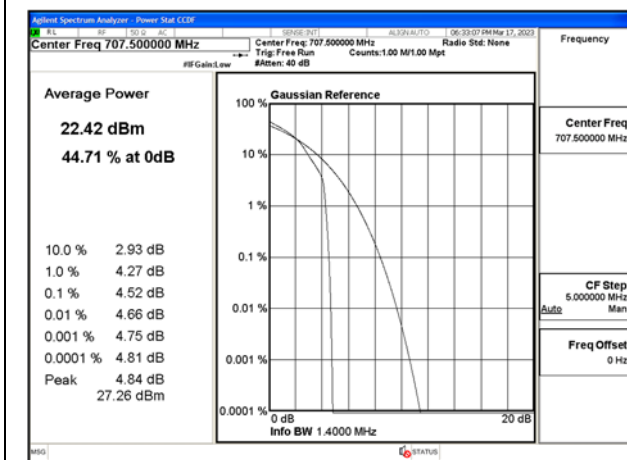 Agilent Spectrum Analyzer - Power Stat CCDF
RL RF 50 Ω AC SENSE:INT ALIGN AUTO 06:33:07 PM Mar 17, 2023
Center Freq 707.500000 MHz
Center Freq: 707.500000 MHz Radio Std: None
Trig: Free Run Counts:1.00 M/1.00 Mpt
#IFGain:Low #Atten: 40 dB
Frequency
Average Power
22.42 dBm
44.71 % at 0dB
10.0 % 2.93 dB
1.0 % 4.27 dB
0.1 % 4.52 dB
0.01 % 4.66 dB
0.001 % 4.75 dB
0.0001 % 4.81 dB
Peak 4.84 dB
27.26 dBm
Gaussian Reference
100 %
10 %
1 %
0.1 %
0.01 %
0.001 %
0.0001 %
0 dB 20 dB
Info BW 1.4000 MHz
Center Freq
707.500000 MHz
CF Step
5.000000 MHz
Auto Man
Freq Offset
0 Hz
MSG STATUS